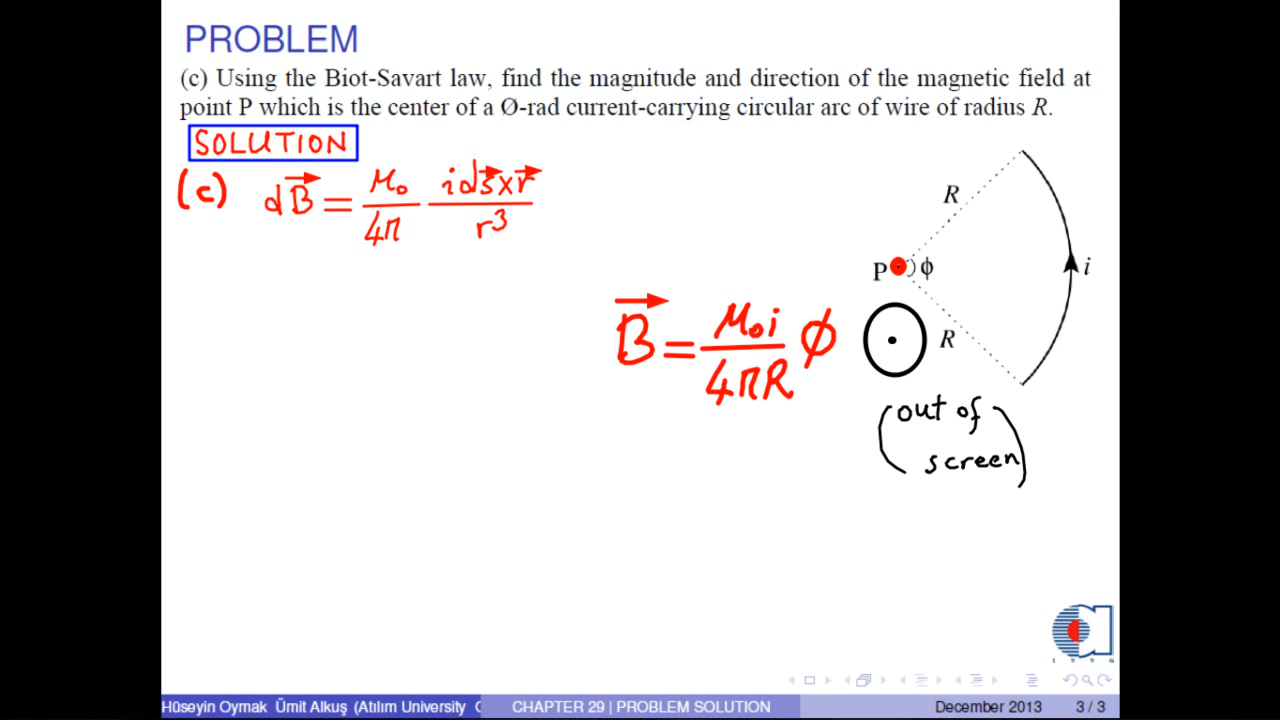 PROBLEM
(c) Using the Biot-Savart law, find the magnitude and direction of the magnetic field at
point P which is the center of a Ø-rad current-carrying circular arc of wire of radius R.
SOLUTION
(c) dB⃗ = μ₀/4π i ds⃗ x r⃗ / r³
R
P ϕ i
B⃗ = μ₀i/4πR ϕ
R
(out of
screen)
1996
Hüseyin Oymak Ümit Alkuş (Atılım University CHAPTER 29 | PROBLEM SOLUTION December 2013 3 / 3